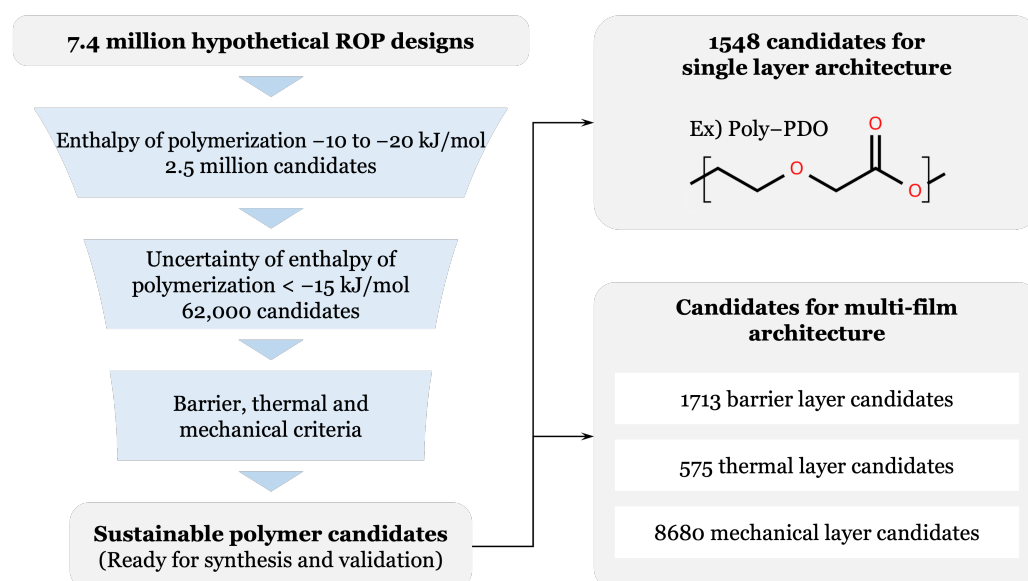 7.4 million hypothetical ROP designs
Enthalpy of polymerization −10 to −20 kJ/mol
2.5 million candidates
Uncertainty of enthalpy of
polymerization < −15 kJ/mol
62,000 candidates
Barrier, thermal and
mechanical criteria
Sustainable polymer candidates
(Ready for synthesis and validation)
1548 candidates for
single layer architecture
Ex) Poly−PDO
O
O
O
Candidates for multi-film
architecture
1713 barrier layer candidates
575 thermal layer candidates
8680 mechanical layer candidates